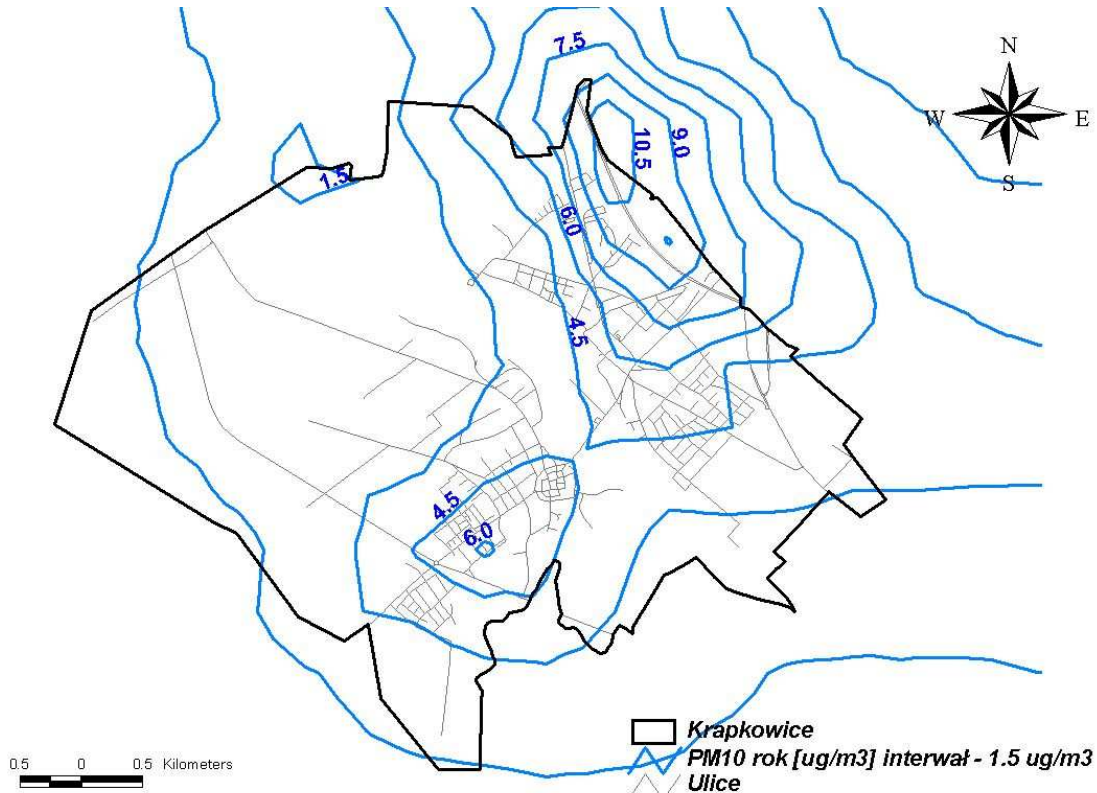 7.5
N
W E
S
10.5
9.0
1.5
6.0
4.5
4.5
6.0
0.5 0 0.5 Kilometers
Krapkowice
PM10 rok [ug/m3] interwał - 1.5 ug/m3
Ulice